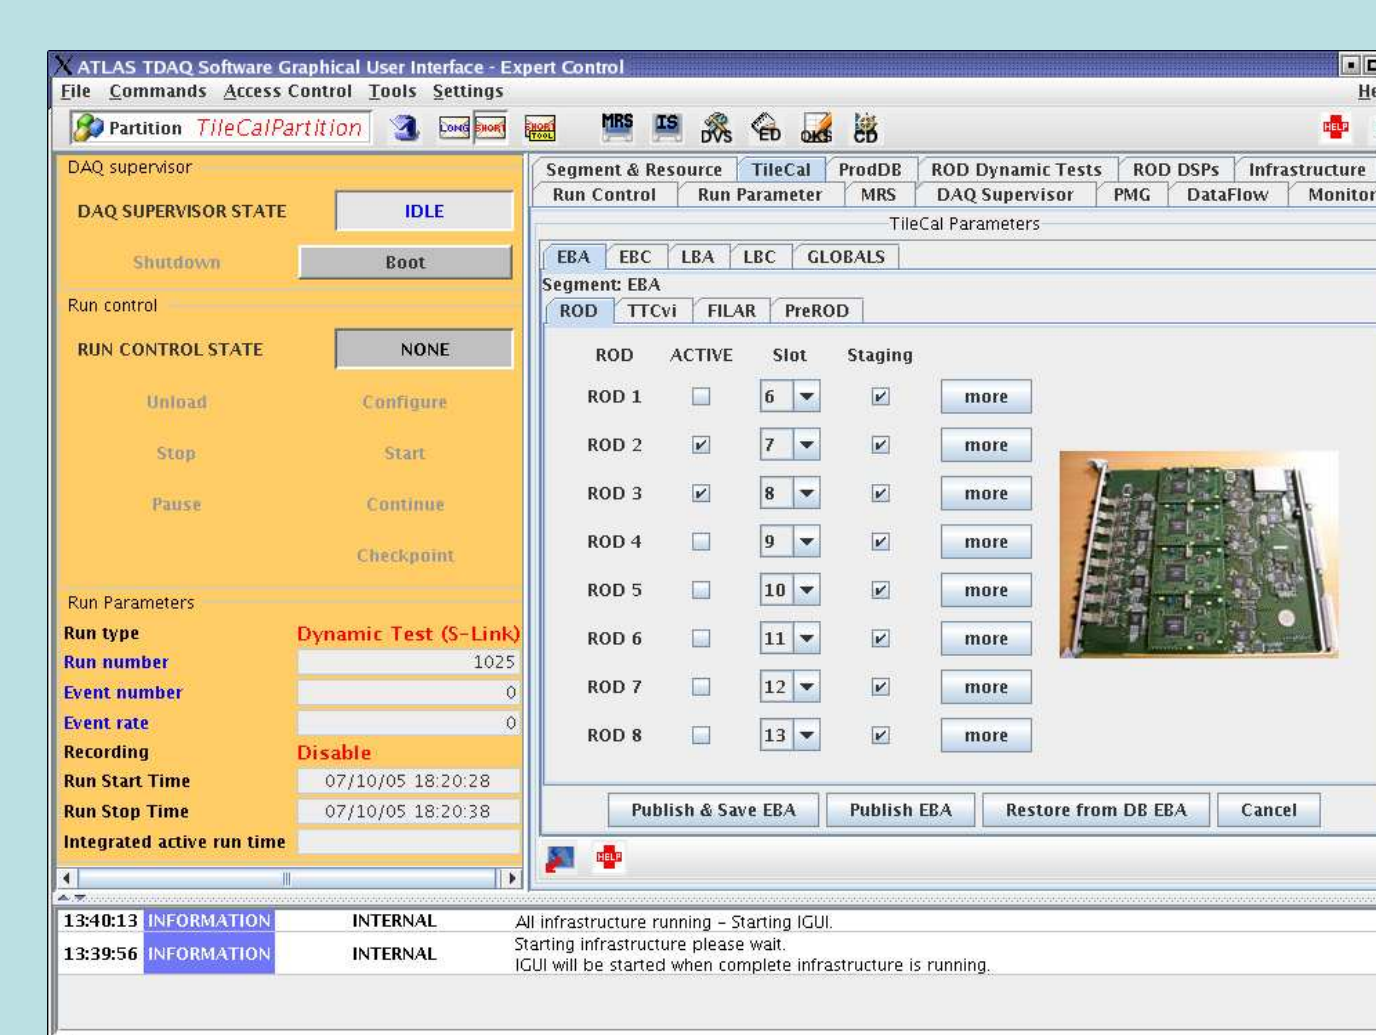 X ATLAS TDAQ Software Graphical User Interface - Expert Control
File Commands Access Control Tools Settings
Partition TileCalPartition LONG SHORT SHORT TOOL MRS IS DVS ED OKS CD HELP
DAQ supervisor
DAQ SUPERVISOR STATE IDLE
Shutdown Boot
Run control
RUN CONTROL STATE NONE
Unload Configure
Stop Start
Pause Continue
Checkpoint
Run Parameters
Run type Dynamic Test (S-Link)
Run number 1025
Event number 0
Event rate 0
Recording Disable
Run Start Time 07/10/05 18:20:28
Run Stop Time 07/10/05 18:20:38
Integrated active run time
Segment & Resource TileCal ProdDB ROD Dynamic Tests ROD DSPs Infrastructure
Run Control Run Parameter MRS DAQ Supervisor PMG DataFlow Monitor
TileCal Parameters
EBA EBC LBA LBC GLOBALS
Segment: EBA
ROD TTCvi FILAR PreROD
ROD ACTIVE Slot Staging
ROD 1 6 more
ROD 2 7 more
ROD 3 8 more
ROD 4 9 more
ROD 5 10 more
ROD 6 11 more
ROD 7 12 more
ROD 8 13 more
Publish & Save EBA Publish EBA Restore from DB EBA Cancel
HELP
13:40:13 INFORMATION INTERNAL All infrastructure running - Starting IGUI.
13:39:56 INFORMATION INTERNAL Starting infrastructure please wait.
IGUI will be started when complete infrastructure is running.